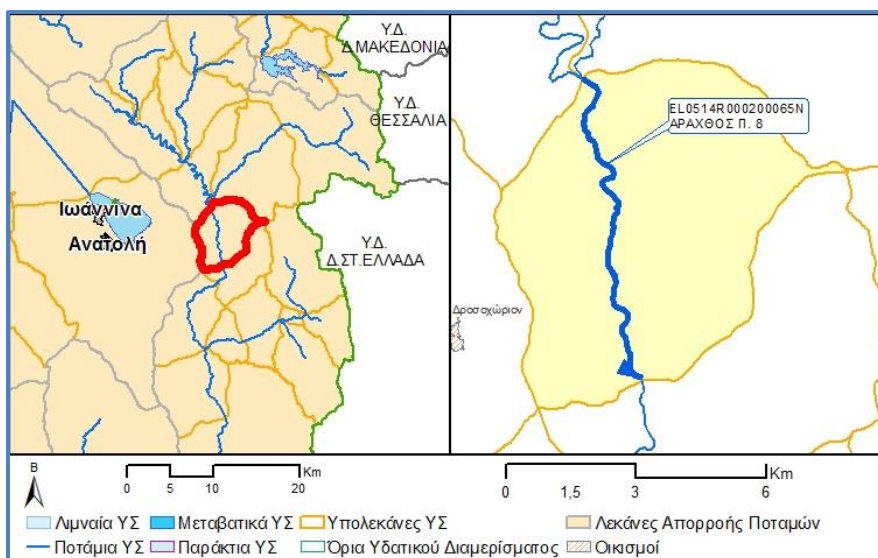 Υ.Δ.
Δ.ΜΑΚΕΔΟΝΙΑ
Υ.Δ.
ΘΕΣΣΑΛΙΑ
Ιωάννινα
Ανατολή
Υ.Δ.
Δ.ΣΤ.ΕΛΛΑΔΑ
EL0514R000200065N
ΑΡΑΧΘΟΣ Π. 8
Δροσοχώριον
Β
Km
0 5 10 20
Km
0 1,5 3 6
Λιμναία ΥΣ
Μεταβατικά ΥΣ
Υπολεκάνες ΥΣ
Λεκάνες Απορροής Ποταμών
Ποτάμια ΥΣ
Παράκτια ΥΣ
Όρια Υδατικού Διαμερίσματος
Οικισμοί